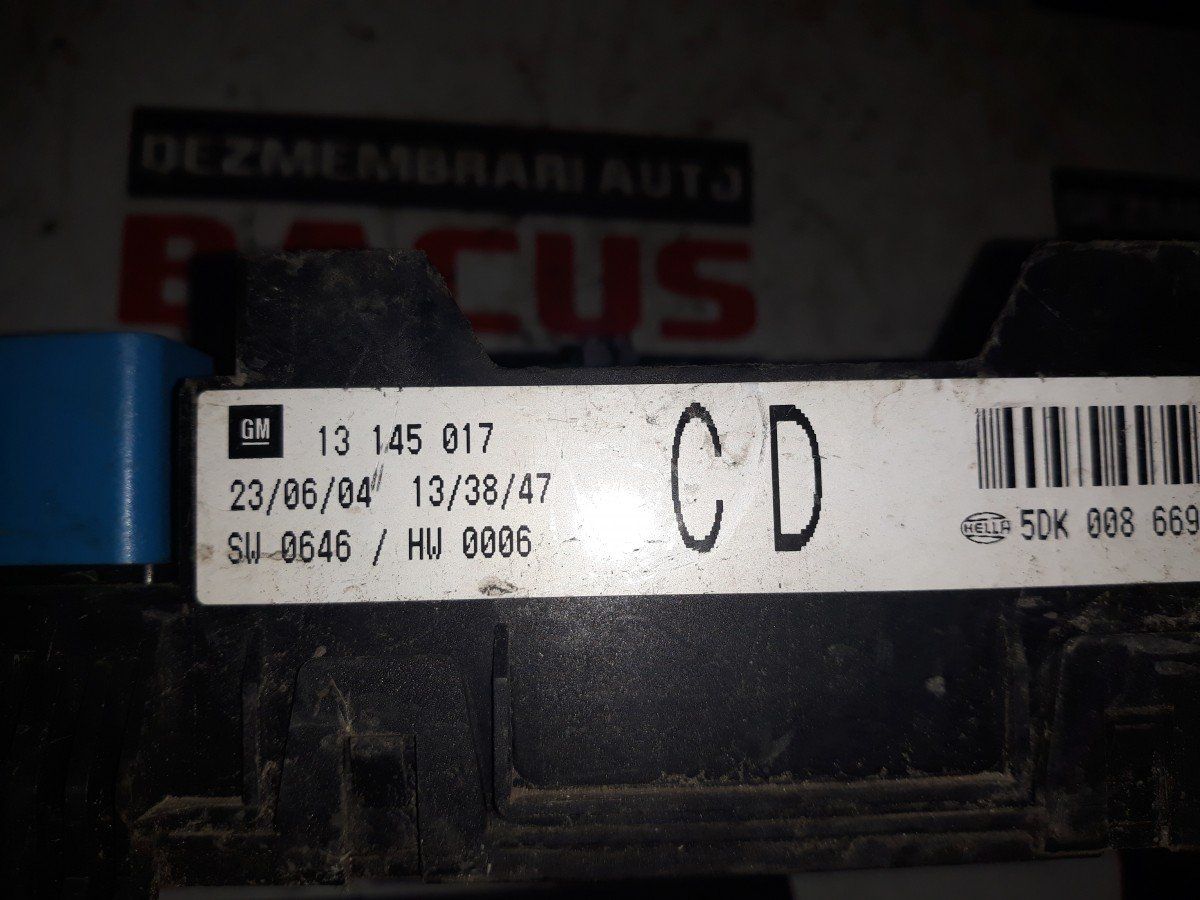 DEZMEMBRARI AUTO
BACUS
GM 13 145 017
23/06/04 13/38/47
SW 0646 / HW 0006
CD
HELLA 5DK 008 669